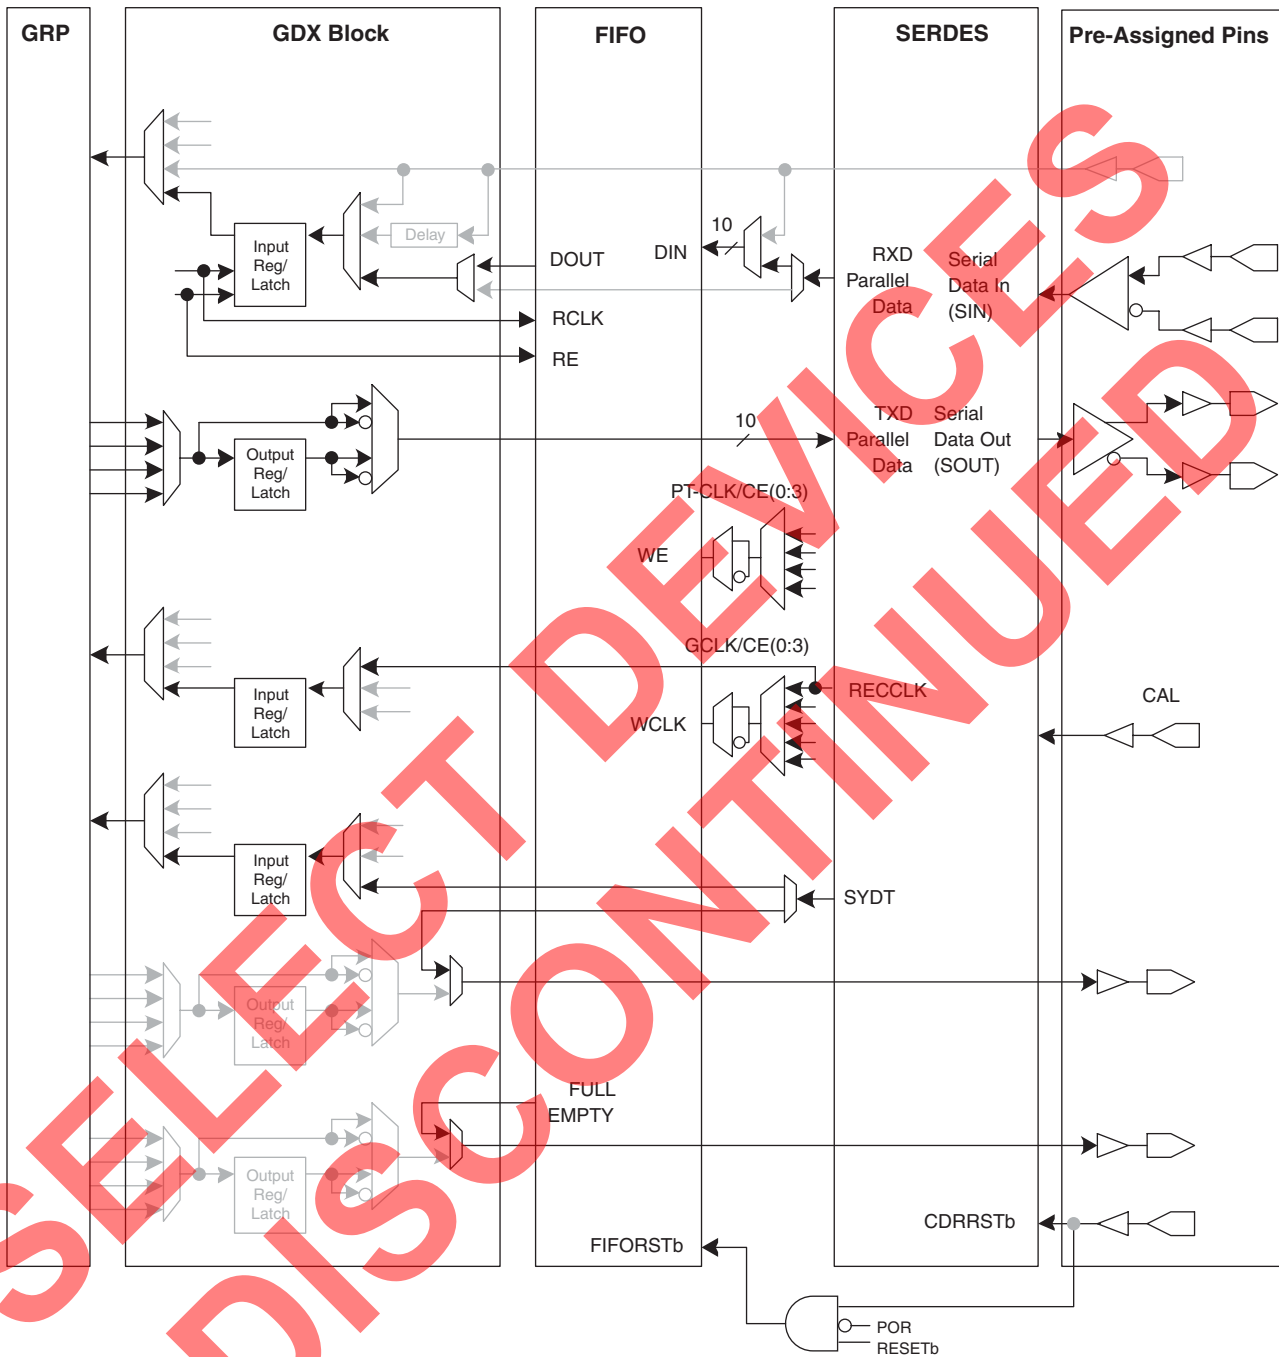 GRP
GDX Block
FIFO
SERDES
Pre-Assigned Pins
Delay
Input
Reg/
Latch
DOUT
DIN
10
RXD
Parallel
Data
Serial
Data In
(SIN)
RCLK
RE
Output
Reg/
Latch
10
TXD
Parallel
Data
Serial
Data Out
(SOUT)
PT-CLK/CE(0:3)
WE
GCLK/CE(0:3)
Input
Reg/
Latch
WCLK
RECCLK
CAL
Input
Reg/
Latch
SYDT
Output
Reg/
Latch
FULL
EMPTY
Output
Reg/
Latch
CDRRSTb
FIFORSTb
POR
RESETb
SELECT DEVICES
DISCONTINUED